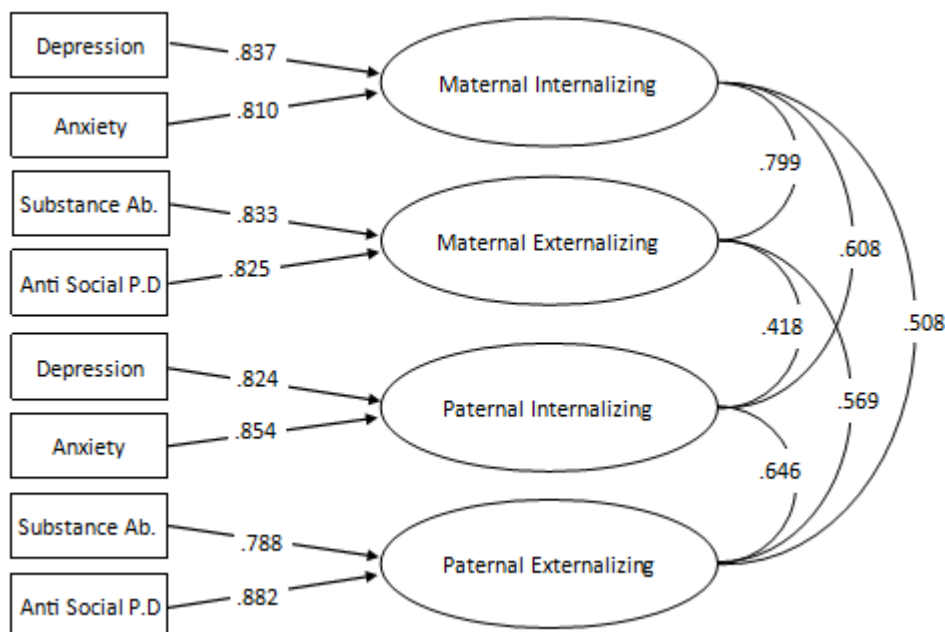 Depression
.837
Maternal Internalizing
Anxiety
.810
.799
Substance Ab.
.833
Maternal Externalizing
Anti Social P.D
.825
.608
.418
.508
Depression
.824
Paternal Internalizing
.569
Anxiety
.854
.646
Substance Ab.
.788
Paternal Externalizing
Anti Social P.D
.882